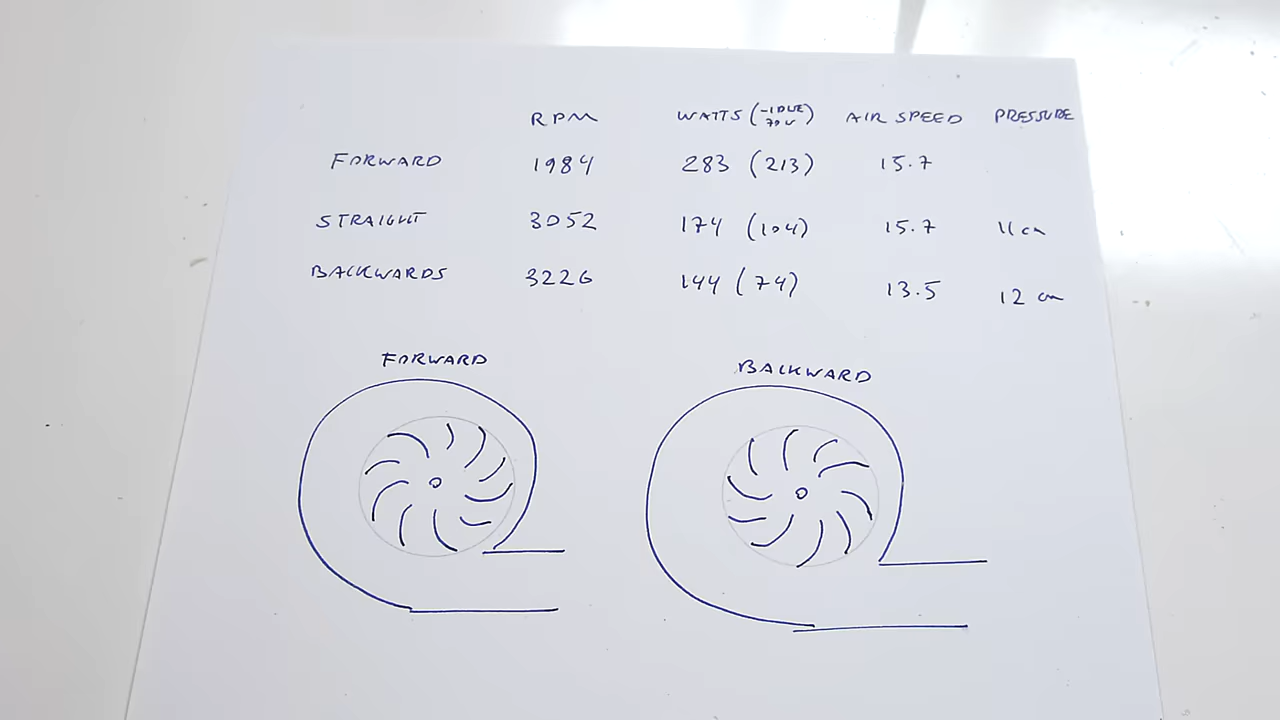 RPM WATTS (-IDLE 70W) AIR SPEED PRESSURE
FORWARD 1984 283 (213) 15.7
STRAIGHT 3052 174 (104) 15.7 11 cm
BACKWARDS 3226 144 (74) 13.5 12 cm
FORWARD BACKWARD